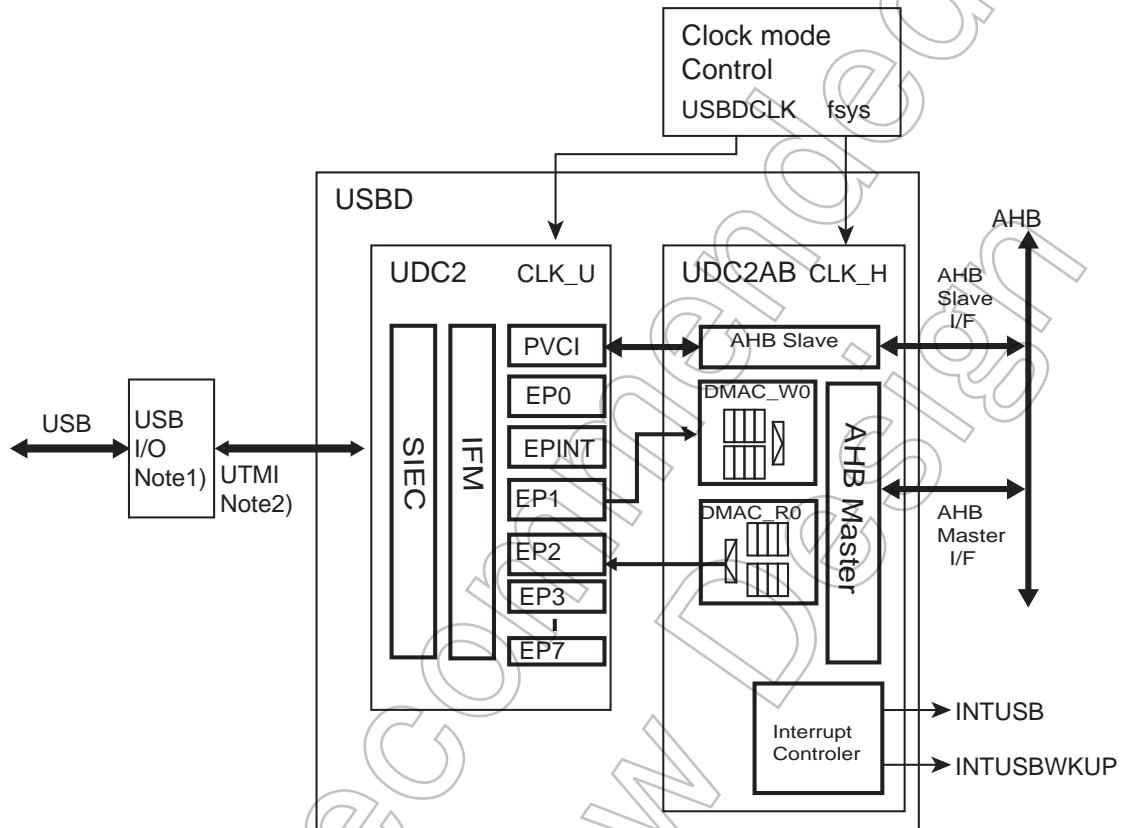 Clock mode
Control
USBDCLK fsys
USBD
AHB
UDC2 CLK_U
UDC2AB CLK_H
AHB
Slave
I/F
PVCI
AHB Slave
EP0
DMAC_W0
USB
USB
I/O
Note1)
UTMI
Note2)
SIEC
IFM
EPINT
AHB Master
EP1
DMAC_R0
AHB
Master
I/F
EP2
EP3
EP7
Interrupt
Controler
INTUSB
INTUSBWKUP
ecommended
w Design